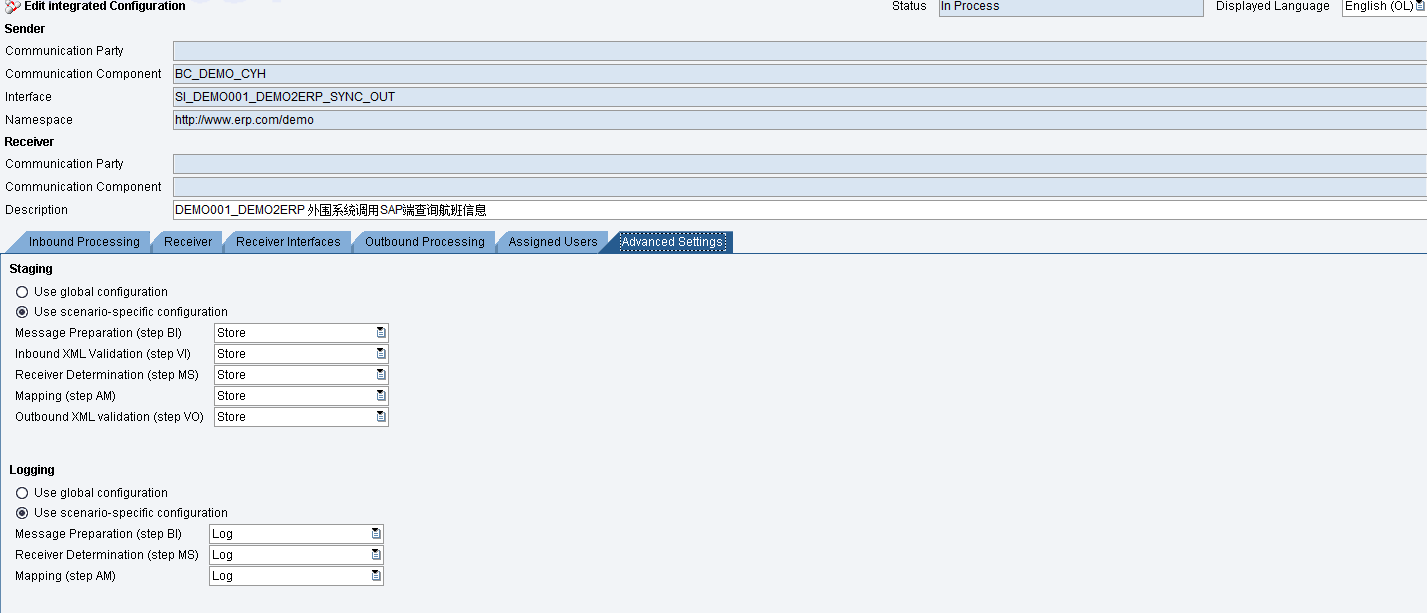 Edit Integrated Configuration Status In Process Displayed Language English (OL)
Sender
Communication Party
Communication Component BC_DEMO_CYH
Interface SI_DEMO001_DEMO2ERP_SYNC_OUT
Namespace http://www.erp.com/demo
Receiver
Communication Party
Communication Component
Description DEMO001_DEMO2ERP 外围系统调用SAP端查询航班信息
Inbound Processing Receiver Receiver Interfaces Outbound Processing Assigned Users Advanced Settings
Staging
Use global configuration
Use scenario-specific configuration
Message Preparation (step BI) Store
Inbound XML Validation (step VI) Store
Receiver Determination (step MS) Store
Mapping (step AM) Store
Outbound XML validation (step VO) Store
Logging
Use global configuration
Use scenario-specific configuration
Message Preparation (step BI) Log
Receiver Determination (step MS) Log
Mapping (step AM) Log